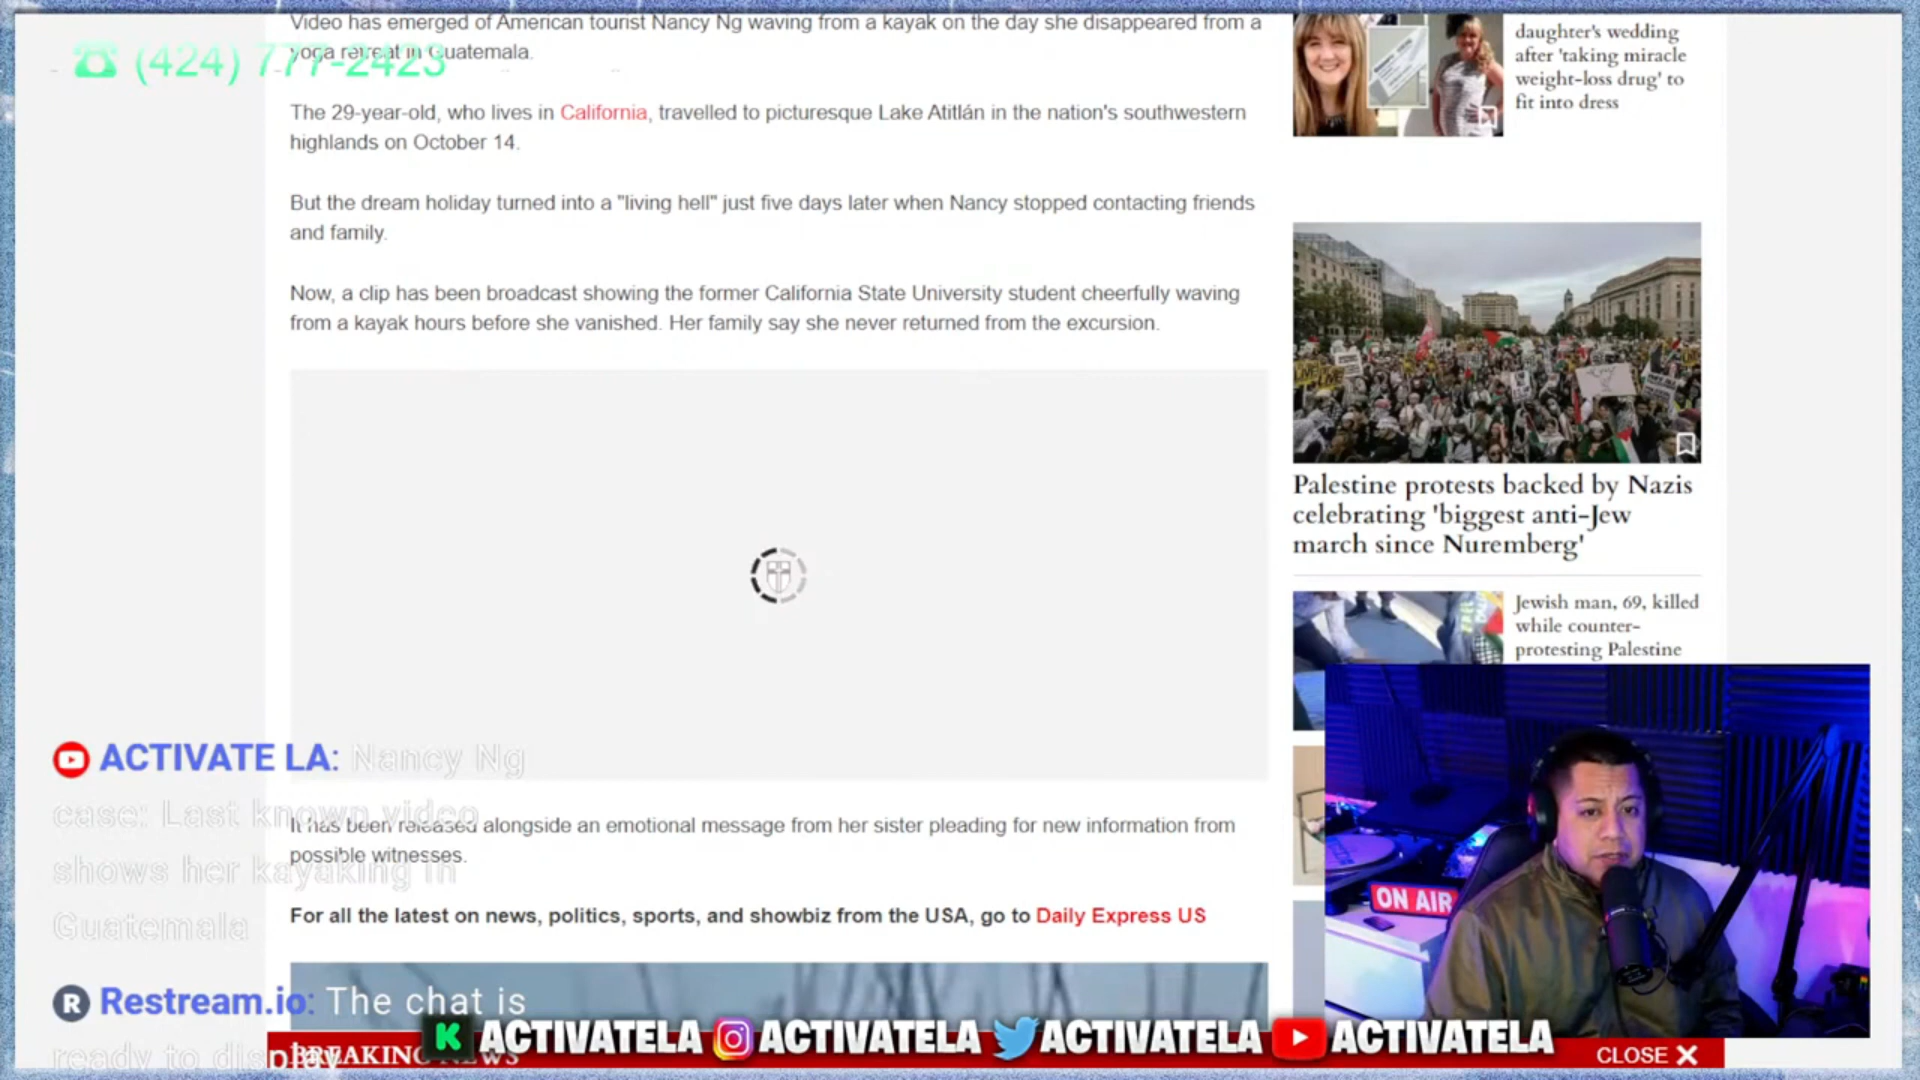 Video has emerged of American tourist Nancy Ng waving from a kayak on the day she disappeared from a
yoga retreat in Guatemala.
(424) 777-2423
The 29-year-old, who lives in California, travelled to picturesque Lake Atitlán in the nation's southwestern
highlands on October 14.
But the dream holiday turned into a "living hell" just five days later when Nancy stopped contacting friends
and family.
Now, a clip has been broadcast showing the former California State University student cheerfully waving
from a kayak hours before she vanished. Her family say she never returned from the excursion.
It has been released alongside an emotional message from her sister pleading for new information from
possible witnesses.
For all the latest on news, politics, sports, and showbiz from the USA, go to Daily Express US
daughter's wedding
after 'taking miracle
weight-loss drug' to
fit into dress
Palestine protests backed by Nazis
celebrating 'biggest anti-Jew
march since Nuremberg'
Jewish man, 69, killed
while counter-
protesting Palestine
ACTIVATE LA: Nancy Ng
case: Last known video
shows her kayaking in
Guatemala
Restream.io: The chat is
ready to display
ON AIR
K ACTIVATELA ACTIVATELA ACTIVATELA ACTIVATELA
BREAKING NEWS
CLOSE X